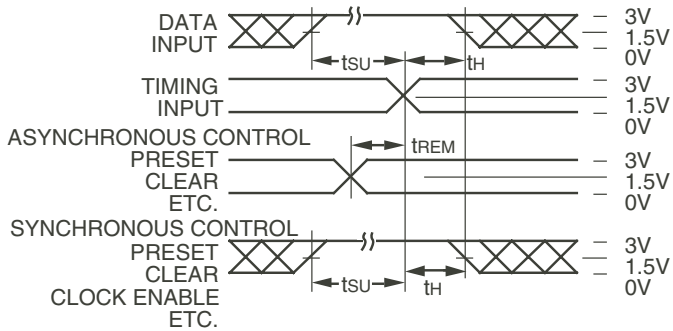 DATA INPUT
3V
1.5V
0V
tSU
tH
TIMING INPUT
3V
1.5V
0V
ASYNCHRONOUS CONTROL
tREM
PRESET
CLEAR
ETC.
3V
1.5V
0V
SYNCHRONOUS CONTROL
PRESET
CLEAR
CLOCK ENABLE
ETC.
3V
1.5V
0V
tSU
tH